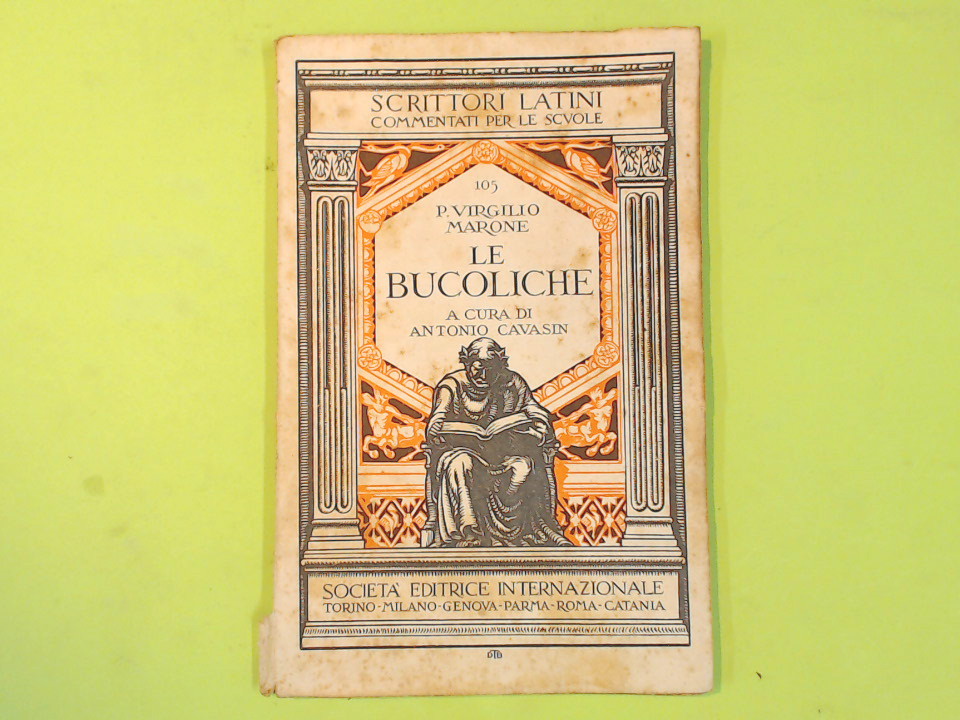 SCRITTORI LATINI
COMMENTATI PER LE SCVOLE
105
P. VIRGILIO
MARONE
LE
BUCOLICHE
A CURA DI
ANTONIO CAVASIN
SOCIETA' EDITRICE INTERNAZIONALE
TORINO-MILANO-GENOVA-PARMA-ROMA-CATANIA